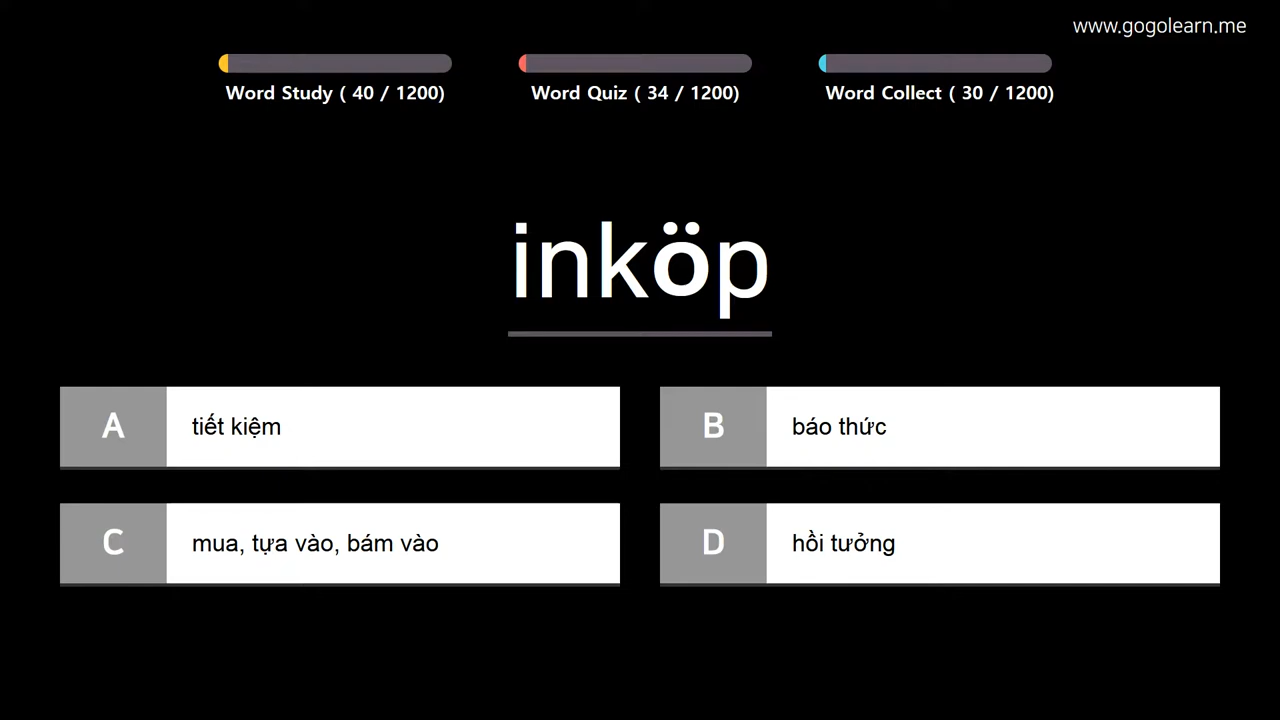 www.gogolearn.me
Word Study ( 40 / 1200)
Word Quiz ( 34 / 1200)
Word Collect ( 30 / 1200)
inköp
A tiết kiệm
B báo thức
C mua, tựa vào, bám vào
D hồi tưởng